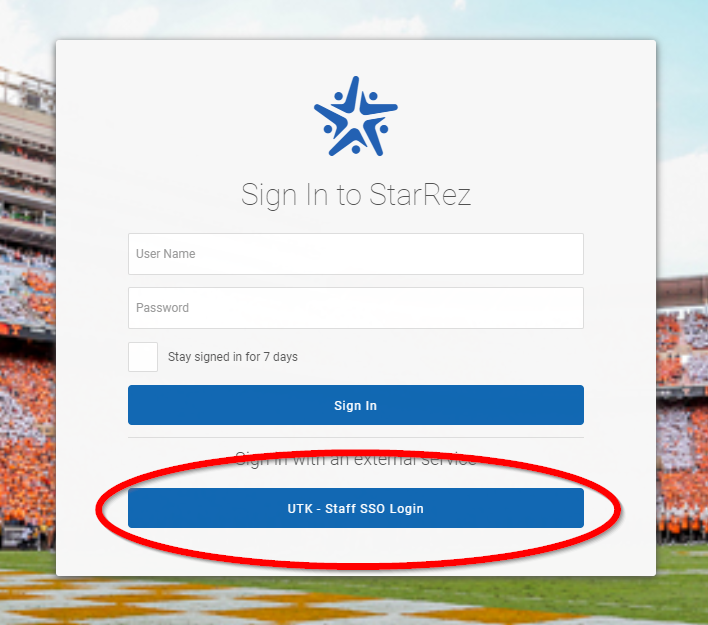 Sign In to StarRez
User Name
Password
Stay signed in for 7 days
Sign In
Sign in with an external service
UTK - Staff SSO Login